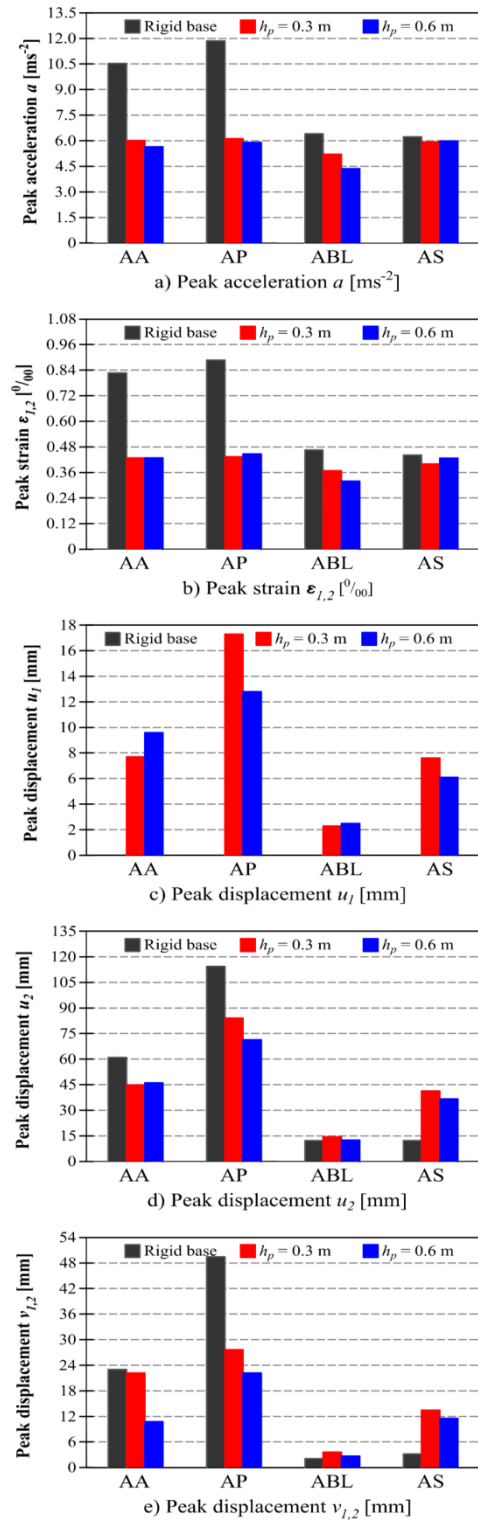 Peak acceleration a [ms-2]
Rigid base hp = 0.3 m hp = 0.6 m
12.0
13.5
10.5
9.0
7.5
6.0
4.5
3.0
1.5
0
AA AP ABL AS
a) Peak acceleration a [ms-2]
Peak strain ε1,2 [0/00]
Rigid base hp = 0.3 m hp = 0.6 m
1.08
0.96
0.84
0.72
0.60
0.48
0.36
0.24
0.12
0
AA AP ABL AS
b) Peak strain ε1,2 [0/00]
Peak displacement u1 [mm]
Rigid base hp = 0.3 m hp = 0.6 m
18
16
14
12
10
8
6
4
2
0
AA AP ABL AS
c) Peak displacement u1 [mm]
Peak displacement u2 [mm]
Rigid base hp = 0.3 m hp = 0.6 m
135
120
105
90
75
60
45
30
15
0
AA AP ABL AS
d) Peak displacement u2 [mm]
Peak displacement v1,2 [mm]
Rigid base hp = 0.3 m hp = 0.6 m
54
48
42
36
30
24
18
12
6
0
AA AP ABL AS
e) Peak displacement v1,2 [mm]